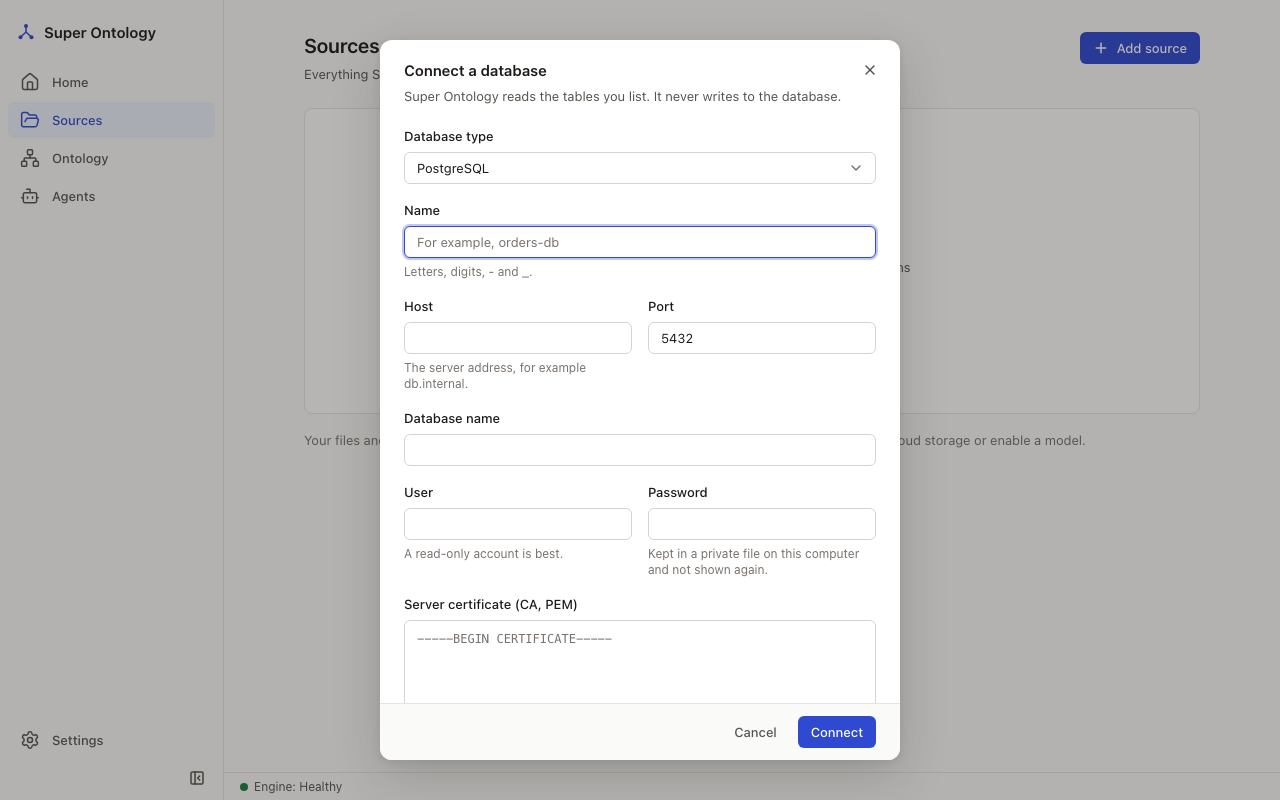 Super Ontology
Home
Sources
Ontology
Agents
Settings
Sources
Everything S
Add source
Connect a database
Super Ontology reads the tables you list. It never writes to the database.
Database type
PostgreSQL
Name
For example, orders-db
Letters, digits, - and _.
Host
Port
5432
The server address, for example
db.internal.
Database name
User
Password
A read-only account is best.
Kept in a private file on this computer
and not shown again.
Server certificate (CA, PEM)
-----BEGIN CERTIFICATE-----
Cancel
Connect
Your files an
oud storage or enable a model.
Engine: Healthy